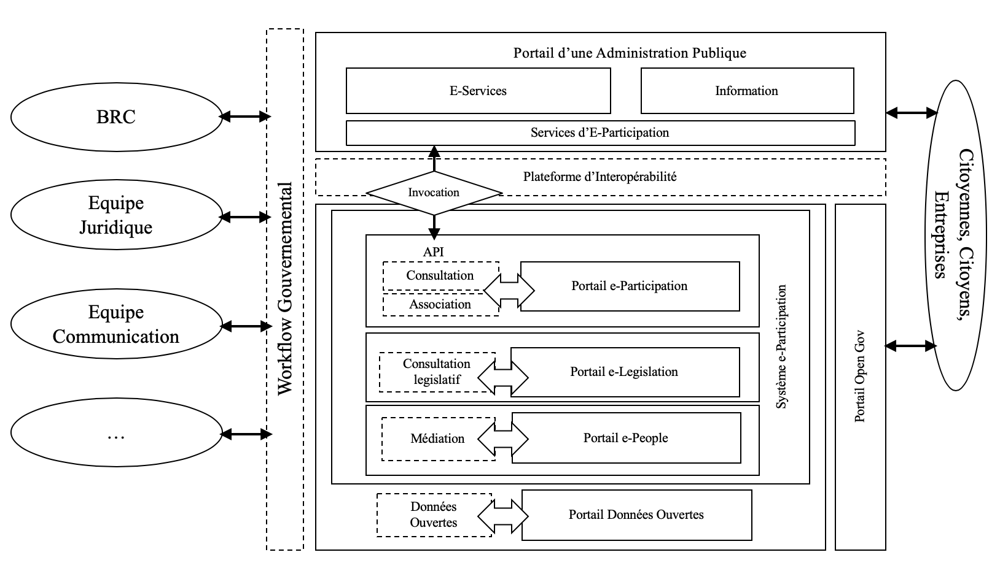 Portail d’une Administration Publique
E-Services
Information
Services d’E-Participation
Plateforme d’Interopérabilité
Invocation
BRC
Equipe
Juridique
Equipe
Communication
…
Workflow Gouvernemental
API
Consultation
Association
Portail e-Participation
Consultation
legislatif
Portail e-Legislation
Médiation
Portail e-People
Système e-Participation
Données
Ouvertes
Portail Données Ouvertes
Portail Open Gov
Citoyennes, Citoyens,
Entreprises